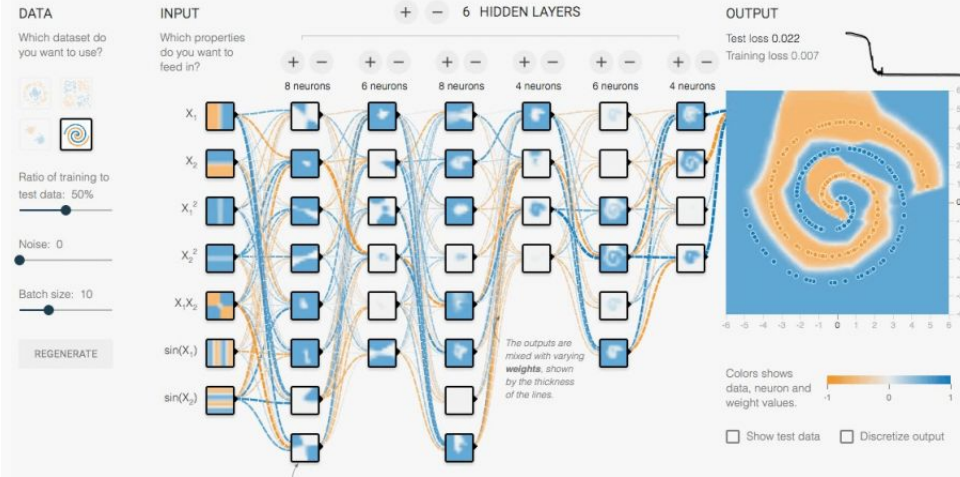 DATA
Which dataset do
you want to use?
Ratio of training to
test data: 50%
Noise: 0
Batch size: 10
REGENERATE
INPUT
Which properties
do you want to
feed in?
X₁
X₂
X₁²
X₂²
X₁X₂
sin(X₁)
sin(X₂)
+ − 6 HIDDEN LAYERS
+ − + − + − + − + − + −
8 neurons 6 neurons 8 neurons 4 neurons 6 neurons 4 neurons
The outputs are
mixed with varying
weights, shown
by the thickness
of the lines.
OUTPUT
Test loss 0.022
Training loss 0.007
-6 -5 -4 -3 -2 -1 0 1 2 3 4 5 6
Colors shows
data, neuron and
weight values.
-1 0 1
Show test data
Discretize output